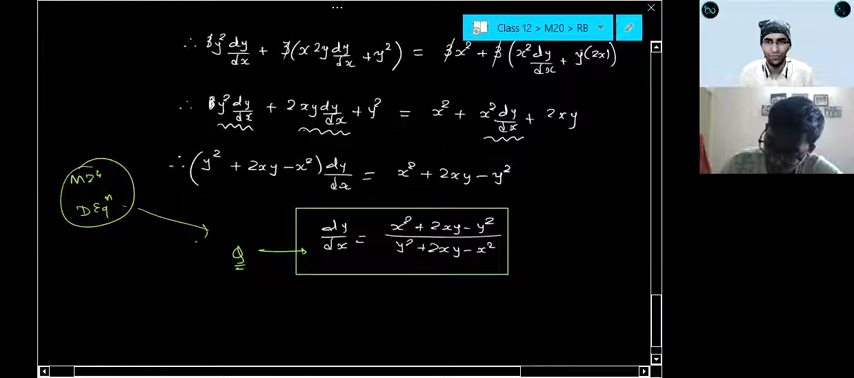 Class 12 > M20 > RB
∴ 3y² dy/dx + 3(x 2y dy/dx + y²) = 3x² + 3(x² dy/dx + y(2x))
∴ y² dy/dx + 2xy dy/dx + y² = x² + x² dy/dx + 2xy
∴ (y² + 2xy - x²) dy/dx = x² + 2xy - y²
DEqⁿ
Q → dy/dx = (x² + 2xy - y²)/(y² + 2xy - x²)